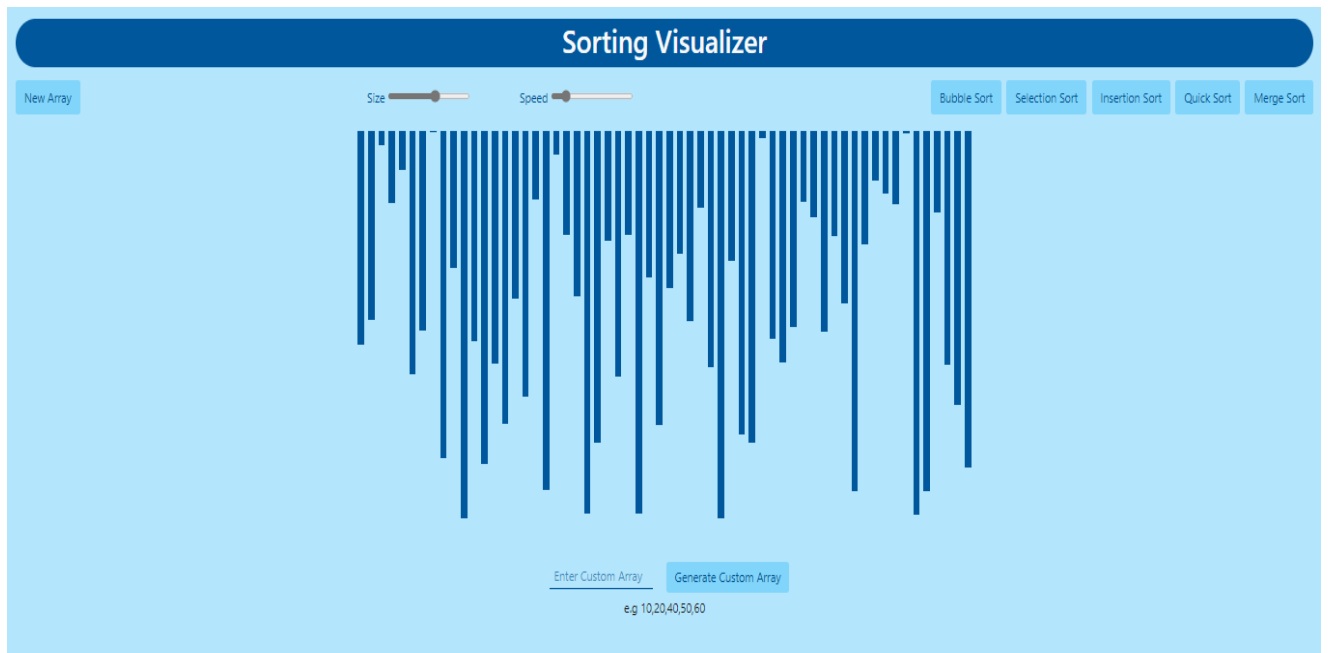 Sorting Visualizer
New Array Size Speed Bubble Sort Selection Sort Insertion Sort Quick Sort Merge Sort
Enter Custom Array Generate Custom Array
e.g 10,20,40,50,60